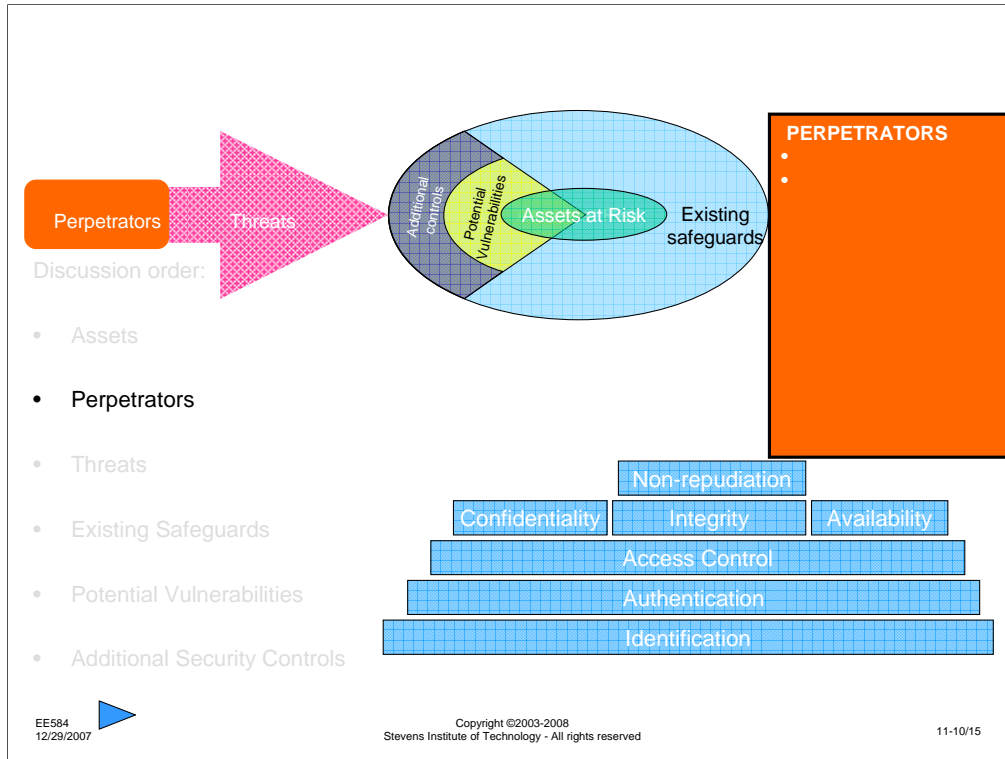 Perpetrators
Threats
Additional
controls
Potential
Vulnerabilities
Assets at Risk
Existing
safeguards
PERPETRATORS
•
•
Discussion order:
• Assets
• Perpetrators
• Threats
• Existing Safeguards
• Potential Vulnerabilities
• Additional Security Controls
Non-repudiation
Confidentiality
Integrity
Availability
Access Control
Authentication
Identification
EE584
12/29/2007
Copyright ©2003-2008
Stevens Institute of Technology - All rights reserved
11-10/15